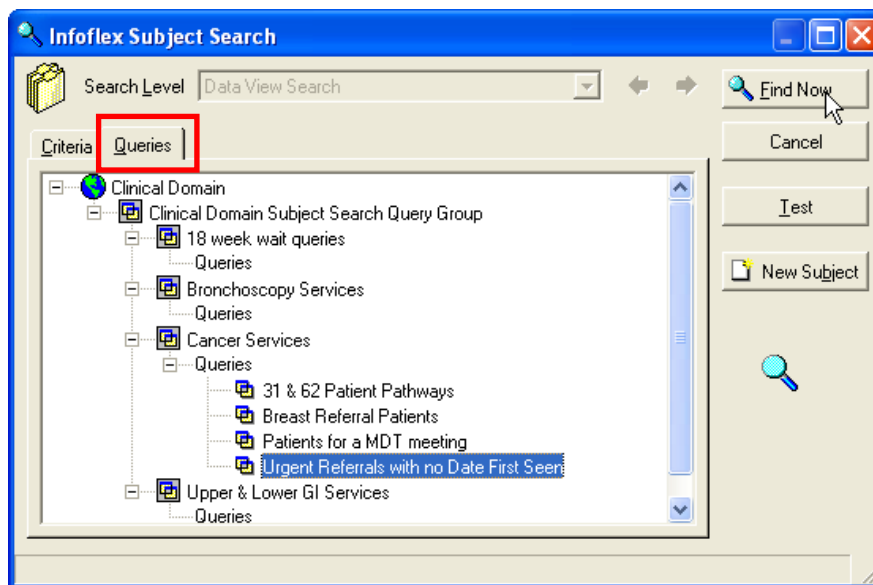 Infoflex Subject Search
Search Level Data View Search
Find Now
Criteria Queries
Cancel
Clinical Domain
Clinical Domain Subject Search Query Group
Test
18 week wait queries
Queries
New Subject
Bronchoscopy Services
Queries
Cancer Services
Queries
31 & 62 Patient Pathways
Breast Referral Patients
Patients for a MDT meeting
Urgent Referrals with no Date First Seen
Upper & Lower GI Services
Queries